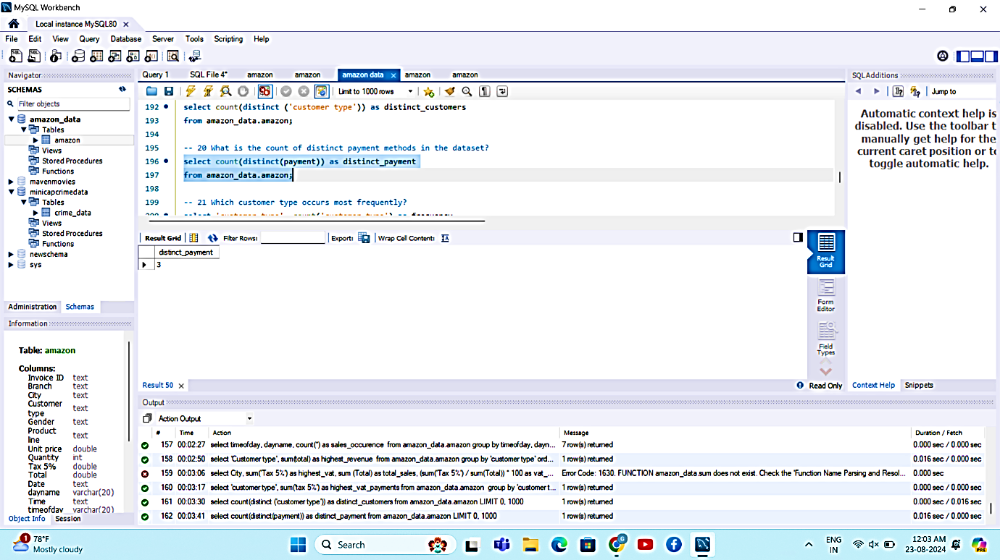 MySQL Workbench
Local instance MySQL80
File Edit View Query Database Server Tools Scripting Help
Navigator
SCHEMAS
Filter objects
amazon_data
Tables
amazon
Views
Stored Procedures
Functions
mavenmovies
minicapcrimedata
Tables
crime_data
Views
Stored Procedures
Functions
newschema
sys
Administration Schemas
Information
Table: amazon
Columns:
Invoice ID text
Branch text
City text
Customer type text
Gender text
Product line text
Unit price double
Quantity int
Tax 5% double
Total double
Date text
dayname varchar(20)
Time text
timeofday varchar(20)
Object Info Session
Query 1 SQL File 4* amazon amazon amazon data amazon amazon
Limit to 1000 rows
192 select count(distinct ('customer type')) as distinct_customers
193 from amazon_data.amazon;
194
195 -- 20 What is the count of distinct payment methods in the dataset?
196 select count(distinct(payment)) as distinct_payment
197 from amazon_data.amazon;
198
199 -- 21 Which customer type occurs most frequently?
200 select 'customer type', count('customer type') as frequency
Result Grid Filter Rows: Export: Wrap Cell Content:
distinct_payment
3
Result Grid
Form Editor
Field Types
Result 50
Read Only
SQLAdditions
Jump to
Automatic context help is
disabled. Use the toolbar t
manually get help for the
current caret position or to
toggle automatic help.
Context Help Snippets
Output
Action Output
# Time Action Message Duration / Fetch
157 00:02:27 select timeofday, dayname, count(*) as sales_occurence from amazon_data.amazon group by timeofday, dayn... 7 row(s) returned 0.000 sec / 0.000 sec
158 00:02:50 select 'Customer type', sum(total) as highest_revenue from amazon_data.amazon group by 'customer type' ord... 1 row(s) returned 0.016 sec / 0.000 sec
159 00:03:06 select City, sum('Tax 5%') as highest_vat, sum (Total) as total_sales, (sum('Tax 5%') / sum(Total)) * 100 as vat_... Error Code: 1630. FUNCTION amazon_data.sum does not exist. Check the 'Function Name Parsing and Resol... 0.000 sec
160 00:03:17 select 'customer type', sum('tax 5%') as highest_vat_payments from amazon_data.amazon group by 'customer t... 1 row(s) returned 0.000 sec / 0.000 sec
161 00:03:30 select count(distinct ('customer type')) as distinct_customers from amazon_data.amazon LIMIT 0, 1000 1 row(s) returned 0.000 sec / 0.016 sec
162 00:03:41 select count(distinct(payment)) as distinct_payment from amazon_data.amazon LIMIT 0, 1000 1 row(s) returned 0.016 sec / 0.000 sec
1 78°F
Mostly cloudy
Search
ENG
IN
12:03 AM
23-08-2024
PRE